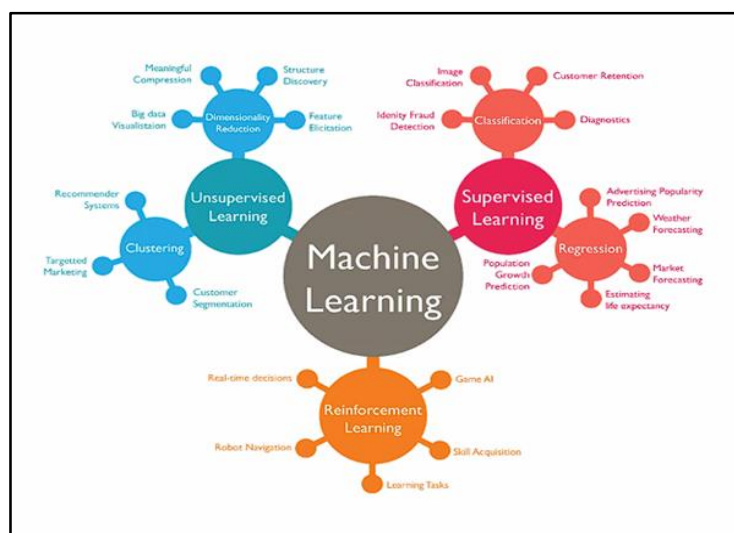 Machine
Learning
Unsupervised
Learning
Dimensionality
Reduction
Meaningful
Compression
Structure
Discovery
Big data
Visualistaion
Feature
Elicitation
Clustering
Recommender
Systems
Targetted
Marketing
Customer
Segmentation
Supervised
Learning
Classification
Image
Classification
Customer Retention
Idenity Fraud
Detection
Diagnostics
Regression
Advertising Popularity
Prediction
Weather
Forecasting
Population
Growth
Prediction
Market
Forecasting
Estimating
life expectancy
Reinforcement
Learning
Real-time decisions
Game AI
Robot Navigation
Skill Acquisition
Learning Tasks